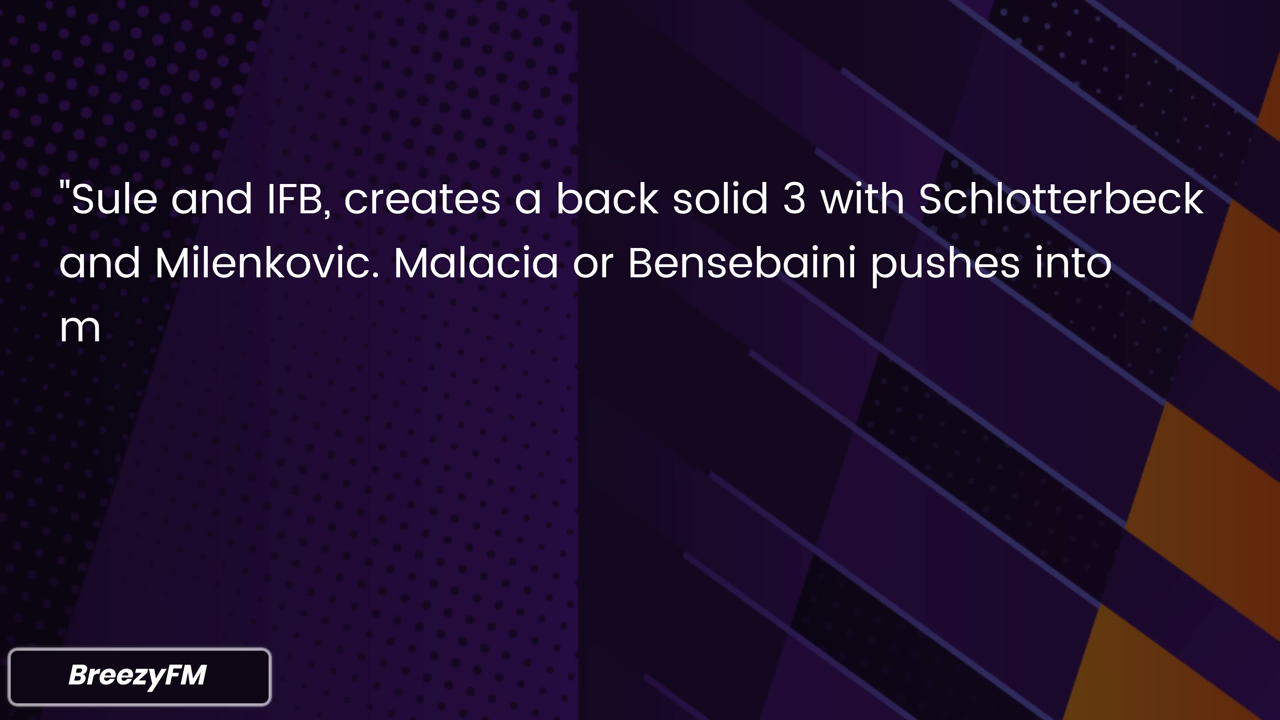 "Sule and IFB, creates a back solid 3 with Schlotterbeck
and Milenkovic. Malacia or Bensebaini pushes into
m
BreezyFM